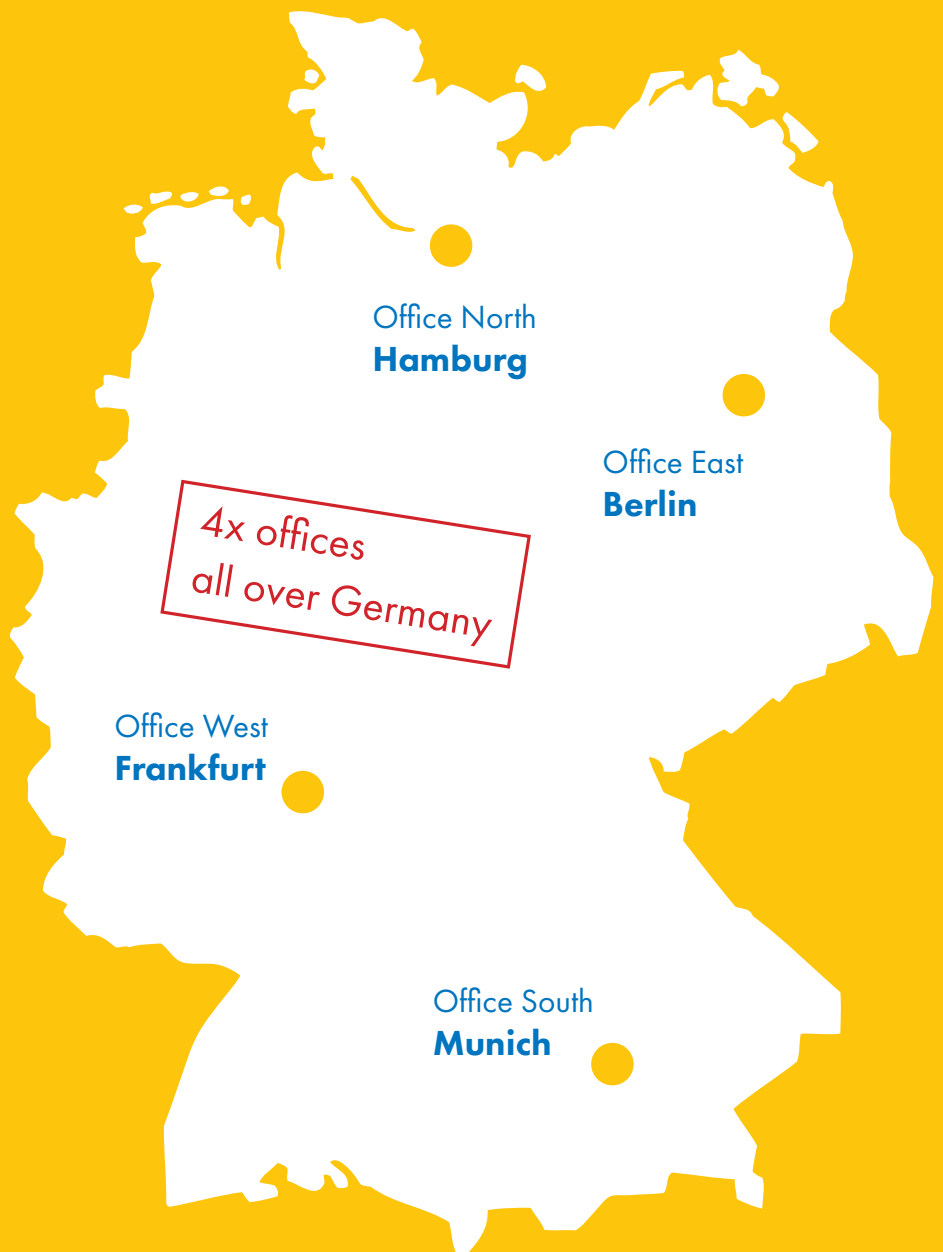 Office North
Hamburg
Office East
Berlin
4x offices
all over Germany
Office West
Frankfurt
Office South
Munich